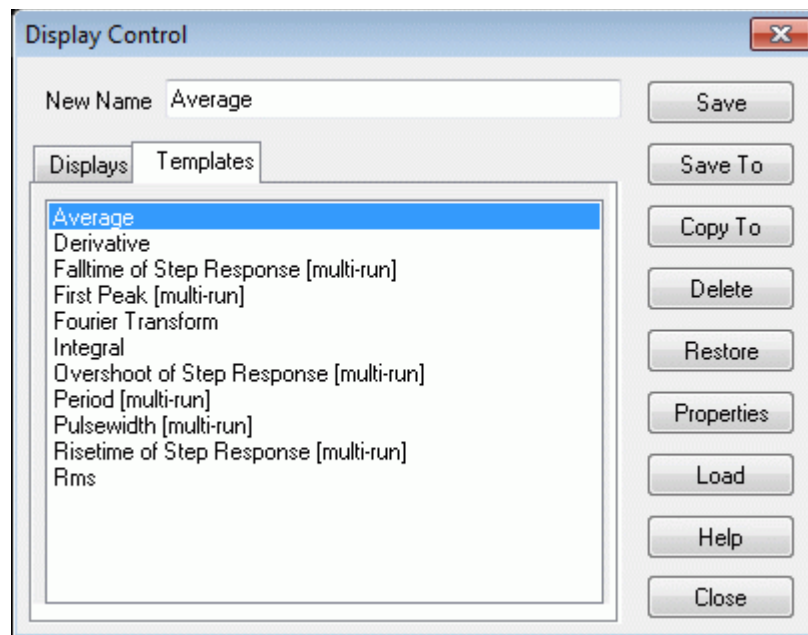 Display Control
New Name Average
Save
Displays Templates
Save To
Average
Derivative
Falltime of Step Response [multi-run]
First Peak [multi-run]
Fourier Transform
Integral
Overshoot of Step Response [multi-run]
Period [multi-run]
Pulsewidth [multi-run]
Risetime of Step Response [multi-run]
Rms
Copy To
Delete
Restore
Properties
Load
Help
Close